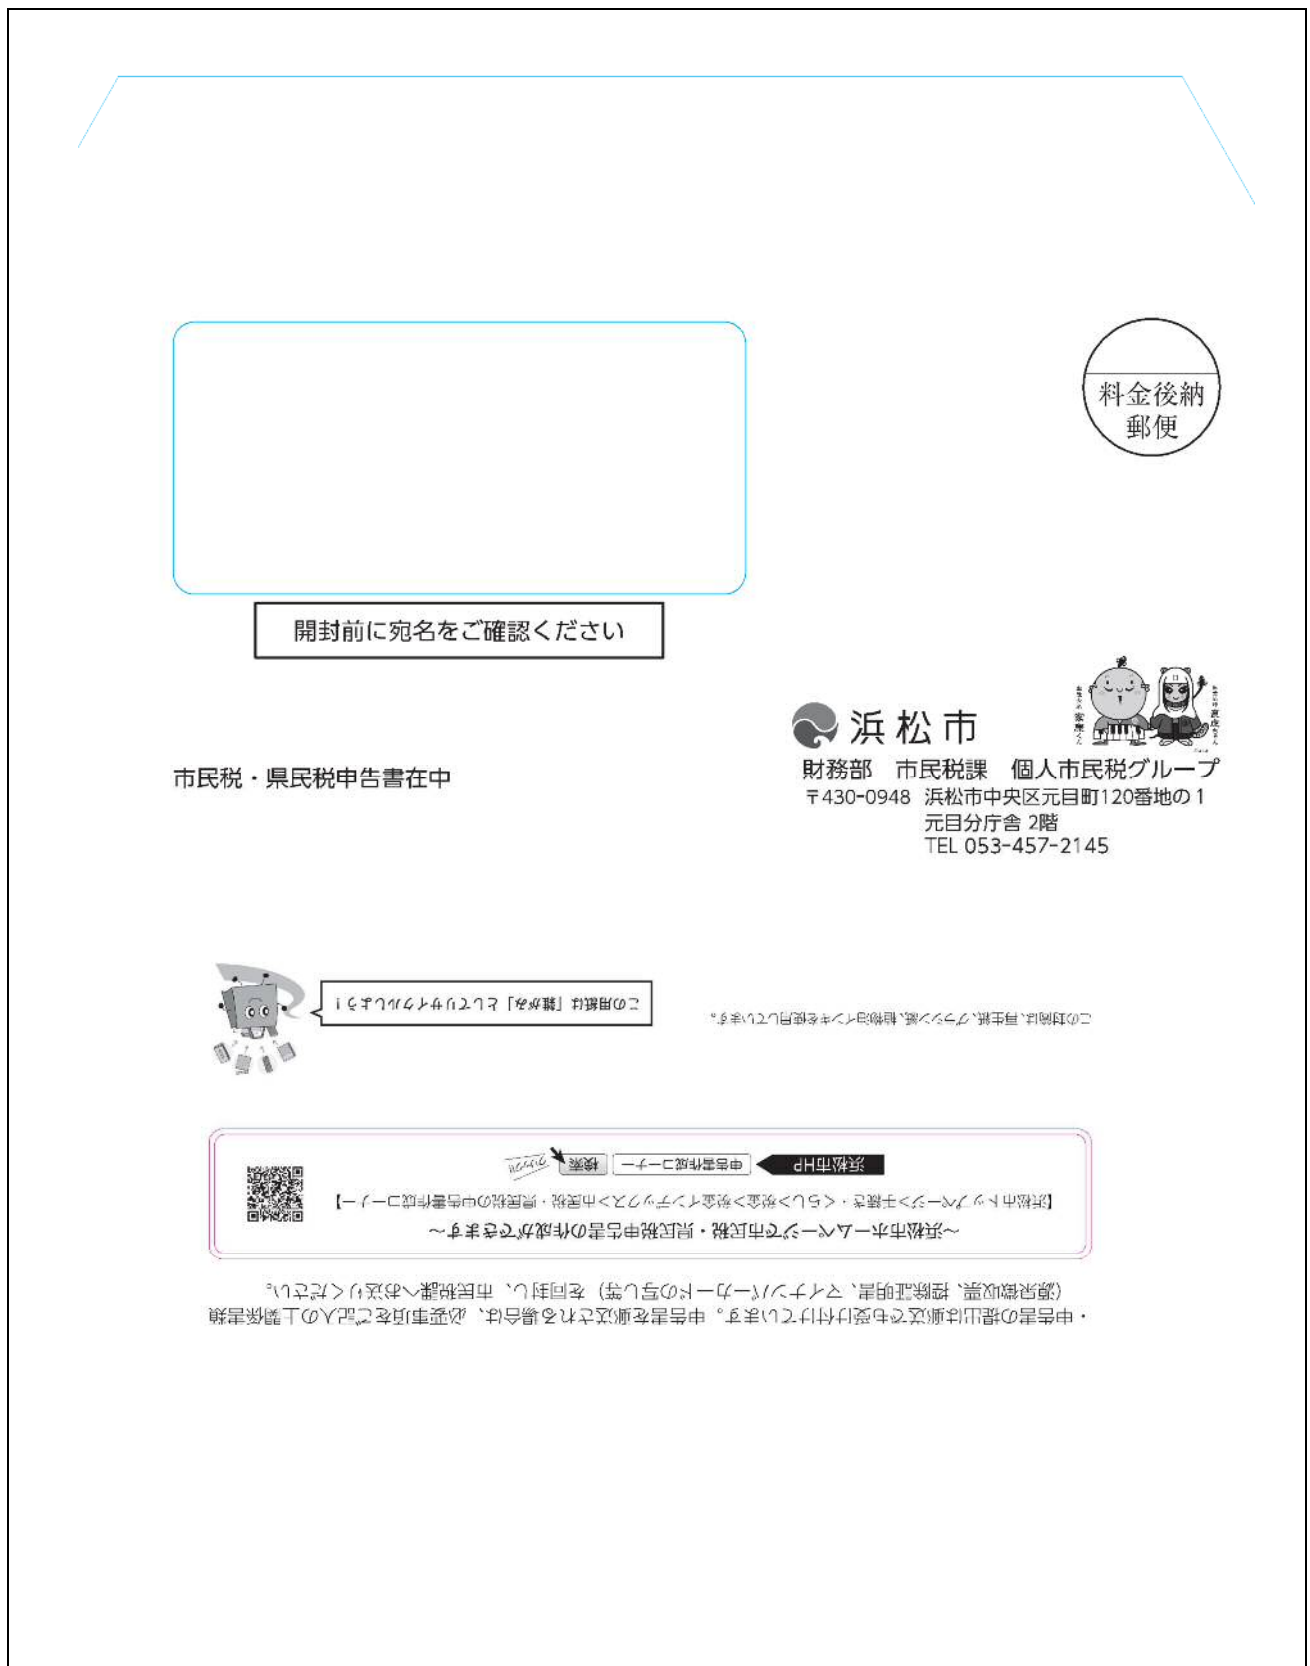 料金後納
郵便
開封前に宛名をご確認ください
浜松市
財務部　市民税課　個人市民税グループ
〒430-0948 浜松市中央区元目町120番地の1
元目分庁舎 2階
TEL 053-457-2145
市民税・県民税申告書在中
・申告書の提出は郵送でも受け付けています。申告書を郵送される場合は、必要事項をご記入の上関係書類
（源泉徴収票、控除証明書、マイナンバーカードの写し等）を同封し、市民税課へお送りください。
～浜松市ホームページで市民税・県民税申告書の作成ができます～
【浜松市トップページ>手続き・くらし>税金>税金インデックス>市民税・県民税の申告書作成コーナー】
浜松市HP 申告書作成コーナー 検索
この封筒は、再生紙、グラシン紙、植物油インキを使用しています。
この用紙は「雑がみ」としてリサイクルしよう！